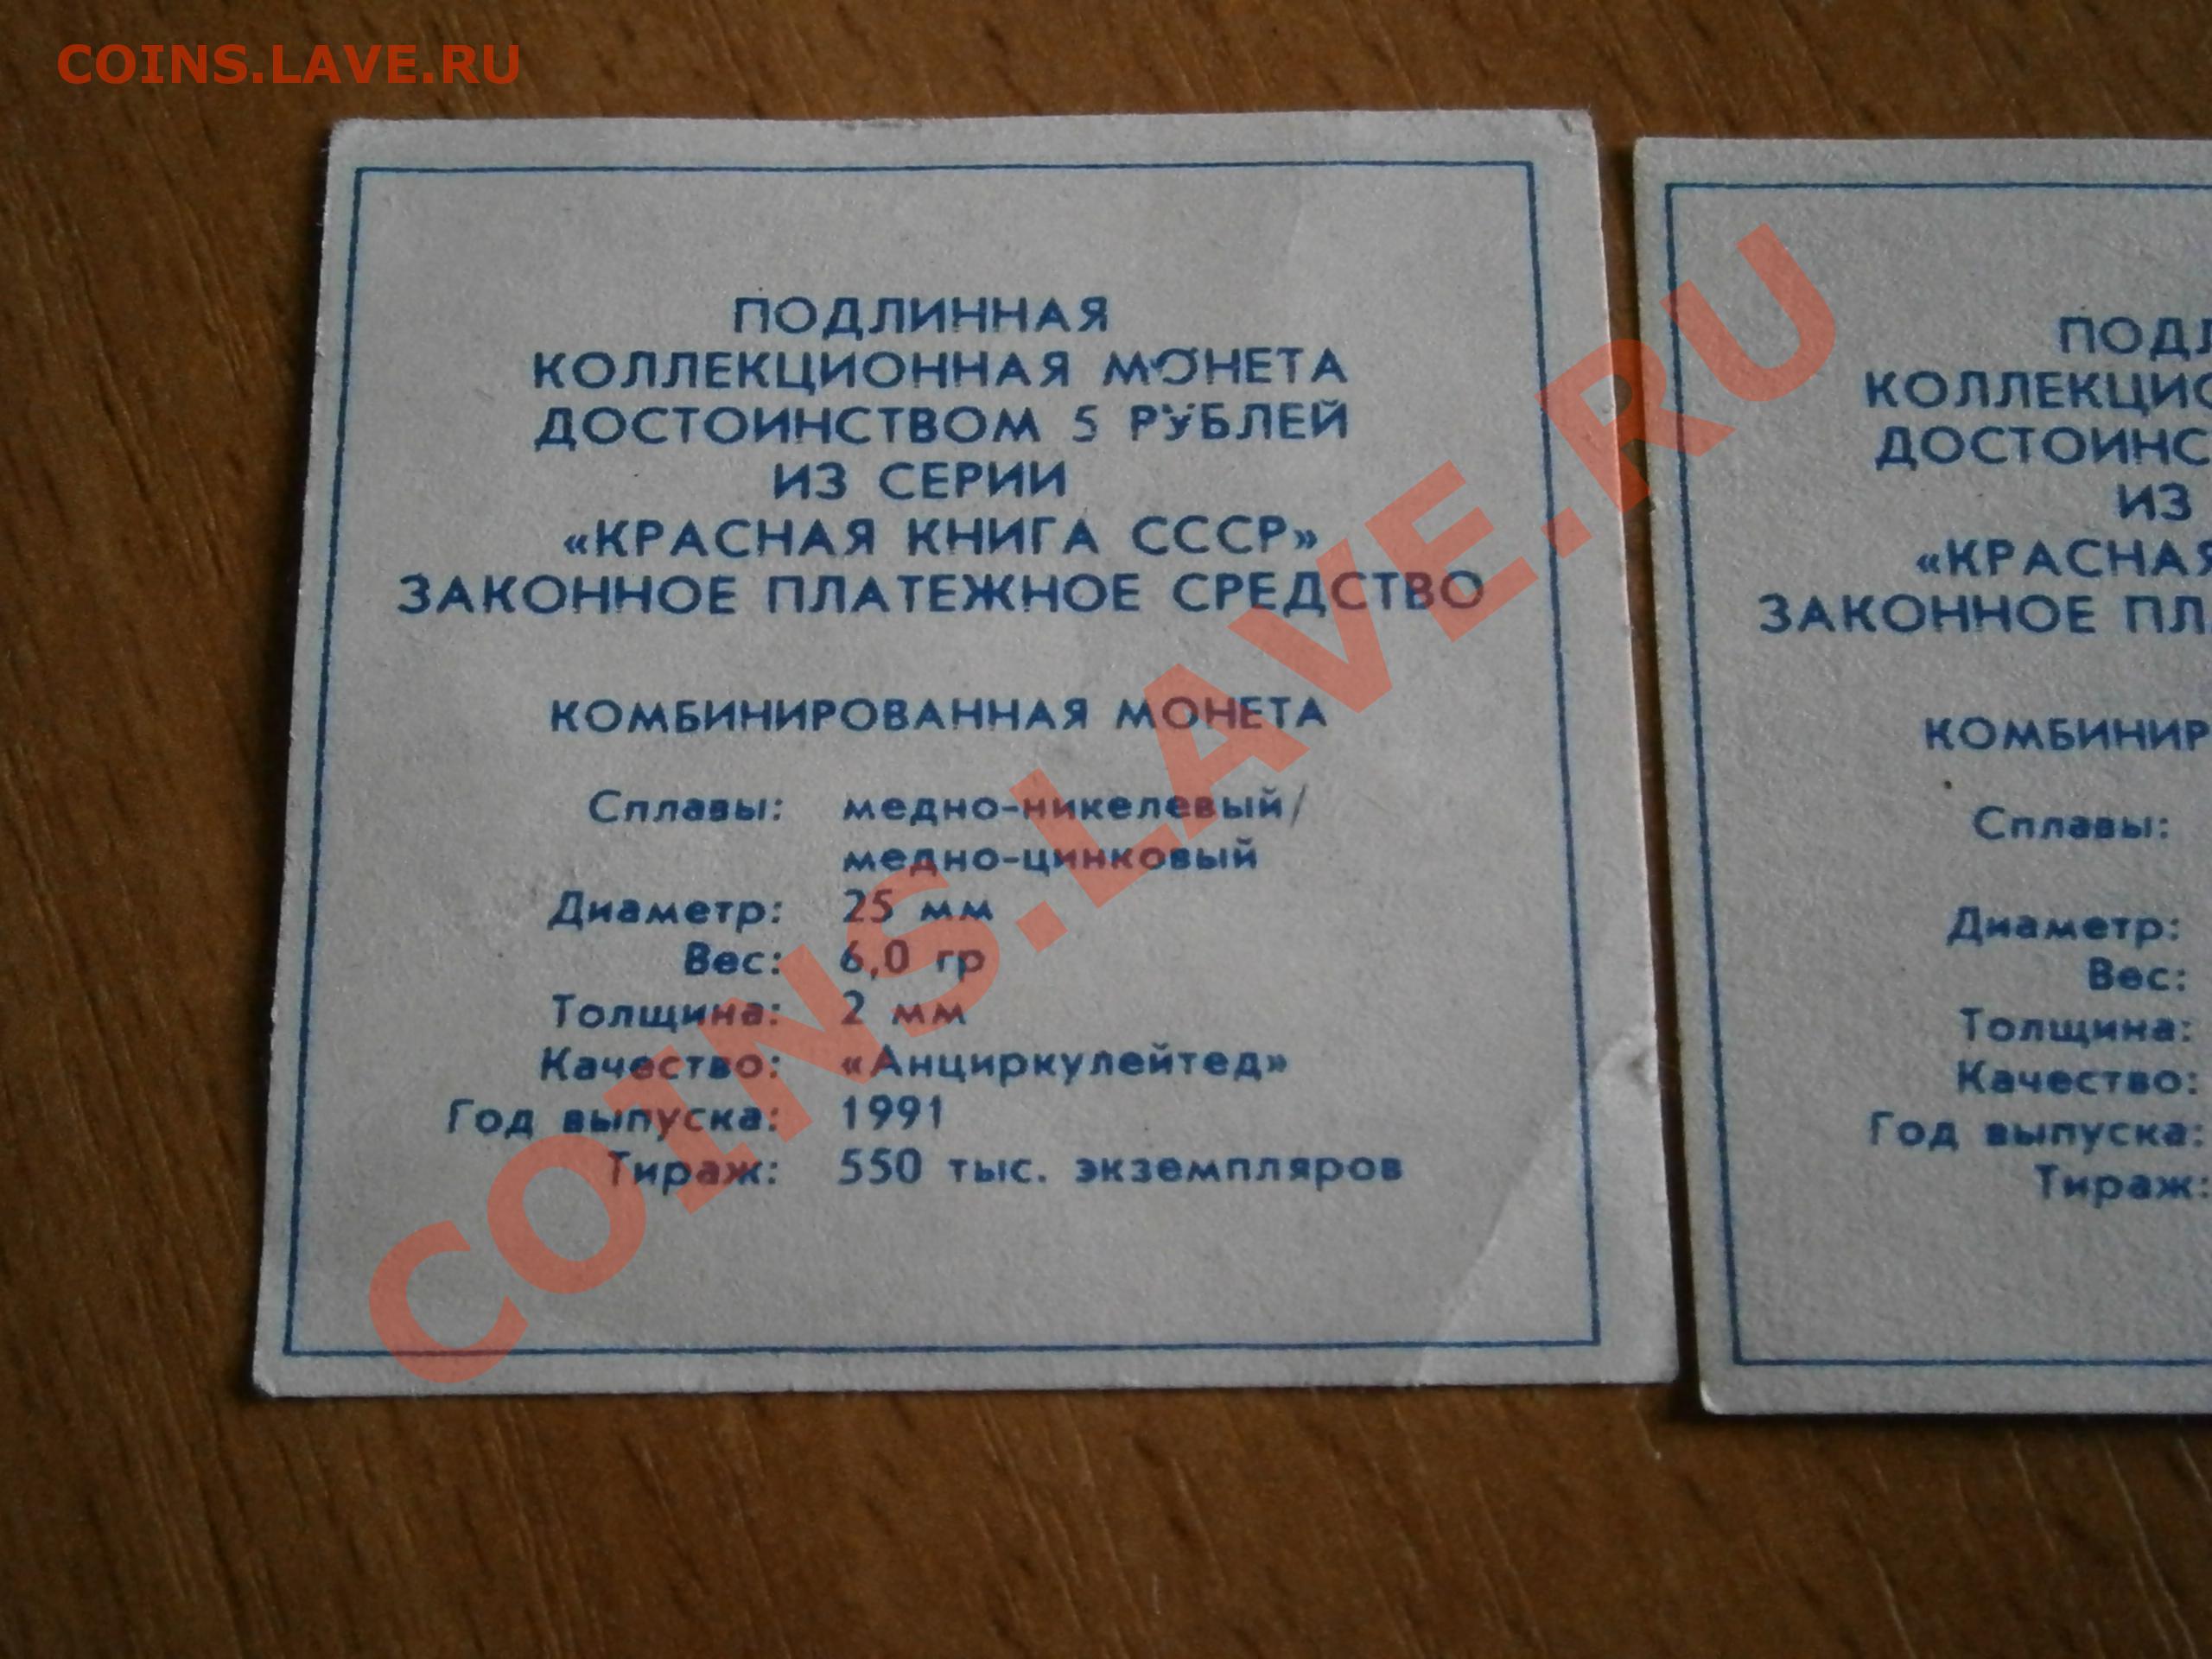 COINS.LAVE.RU
ПОДЛИННАЯ
КОЛЛЕКЦИОННАЯ МОНЕТА
ДОСТОИНСТВОМ 5 РУБЛЕЙ
ИЗ СЕРИИ
«КРАСНАЯ КНИГА СССР»
ЗАКОННОЕ ПЛАТЕЖНОЕ СРЕДСТВО
КОМБИНИРОВАННАЯ МОНЕТА
Сплавы: медно-никелевый/
медно-цинковый
Диаметр: 25 мм
Вес: 6,0 гр
Толщина: 2 мм
Качество: «Анциркулейтед»
Год выпуска: 1991
Тираж: 550 тыс. экземпляров
COINS.LAVE.RU
ИЗ
«КРАСНАЯ
ЗАКОННОЕ
Сплавы:
Диаметр:
Вес:
Толщина:
Качество:
Год выпуска:
Тираж: